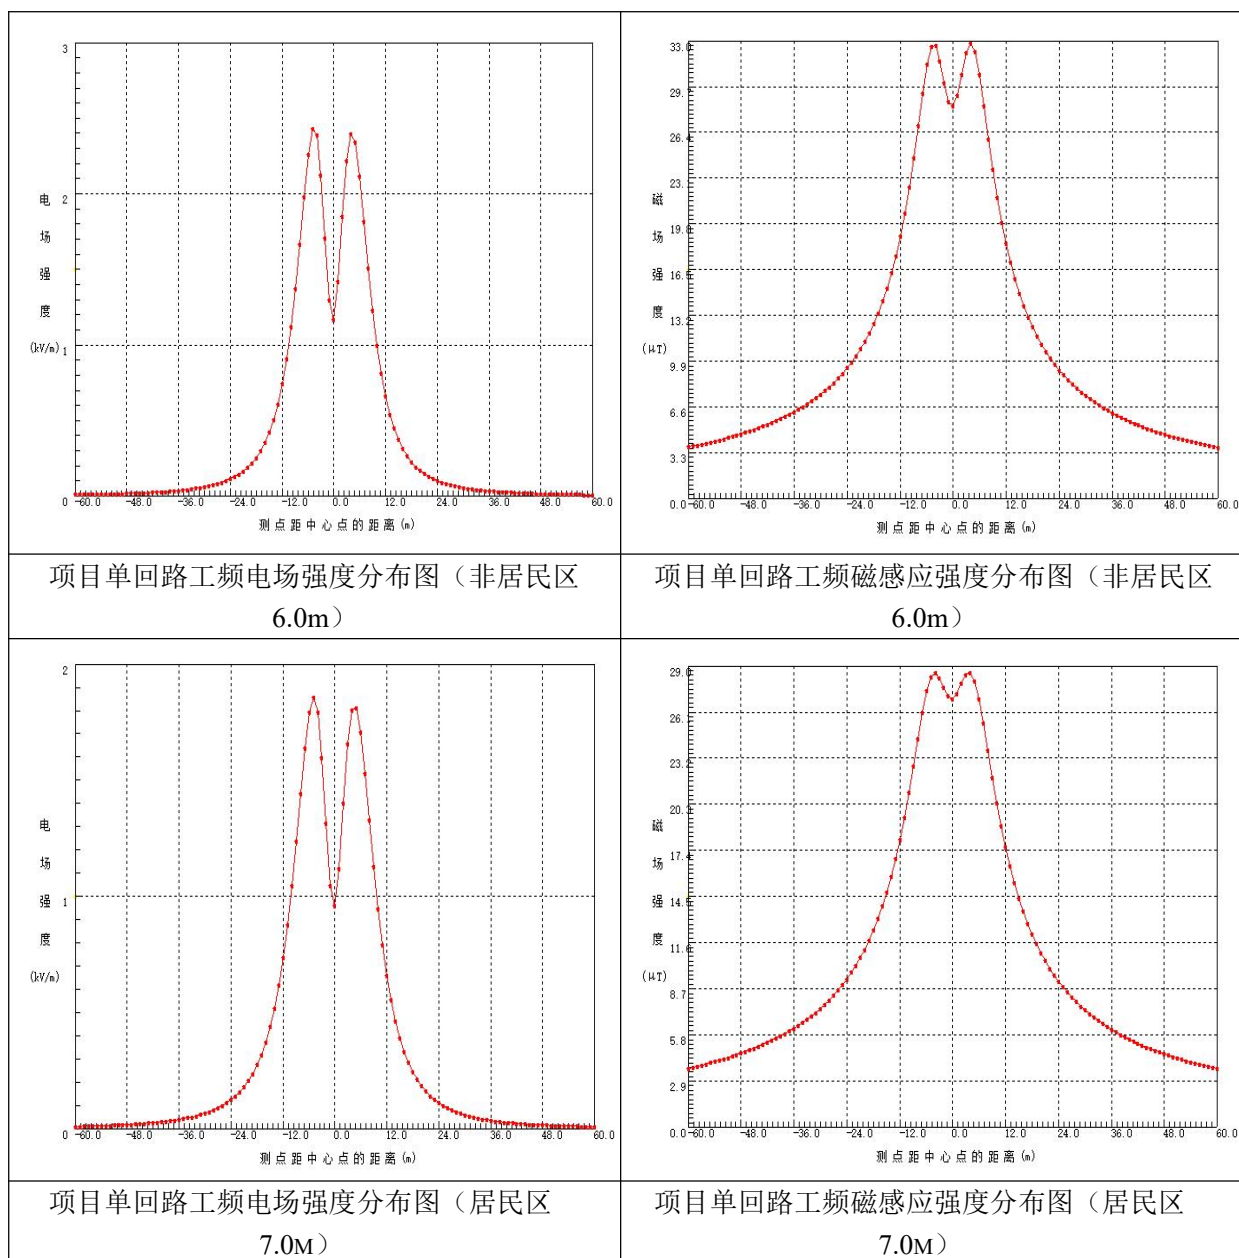 3
2
1
0
电
场
强
度
(kV/m)
-60.0 -48.0 -36.0 -24.0 -12.0 0.0 12.0 24.0 36.0 48.0 60.0
测点距中心点的距离(m)
33.0
29.7
26.4
23.1
19.8
16.5
13.2
9.9
6.6
3.3
0.0
磁
场
强
度
(μT)
-60.0 -48.0 -36.0 -24.0 -12.0 0.0 12.0 24.0 36.0 48.0 60.0
测点距中心点的距离(m)
项目单回路工频电场强度分布图（非居民区
6.0m）
项目单回路工频磁感应强度分布图（非居民区
6.0m）
2
1
0
电
场
强
度
(kV/m)
-60.0 -48.0 -36.0 -24.0 -12.0 0.0 12.0 24.0 36.0 48.0 60.0
测点距中心点的距离(m)
29.0
26.1
23.2
20.3
17.4
14.5
11.6
8.7
5.8
2.9
0.0
磁
场
强
度
(μT)
-60.0 -48.0 -36.0 -24.0 -12.0 0.0 12.0 24.0 36.0 48.0 60.0
测点距中心点的距离(m)
项目单回路工频电场强度分布图（居民区
7.0M）
项目单回路工频磁感应强度分布图（居民区
7.0M）